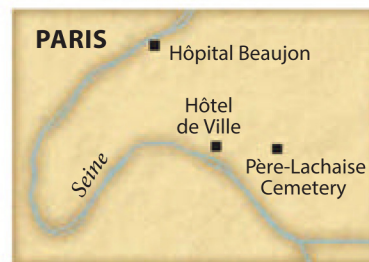 PARIS
Hôpital Beaujon
Hôtel
de Ville
Père-Lachaise
Cemetery
Seine